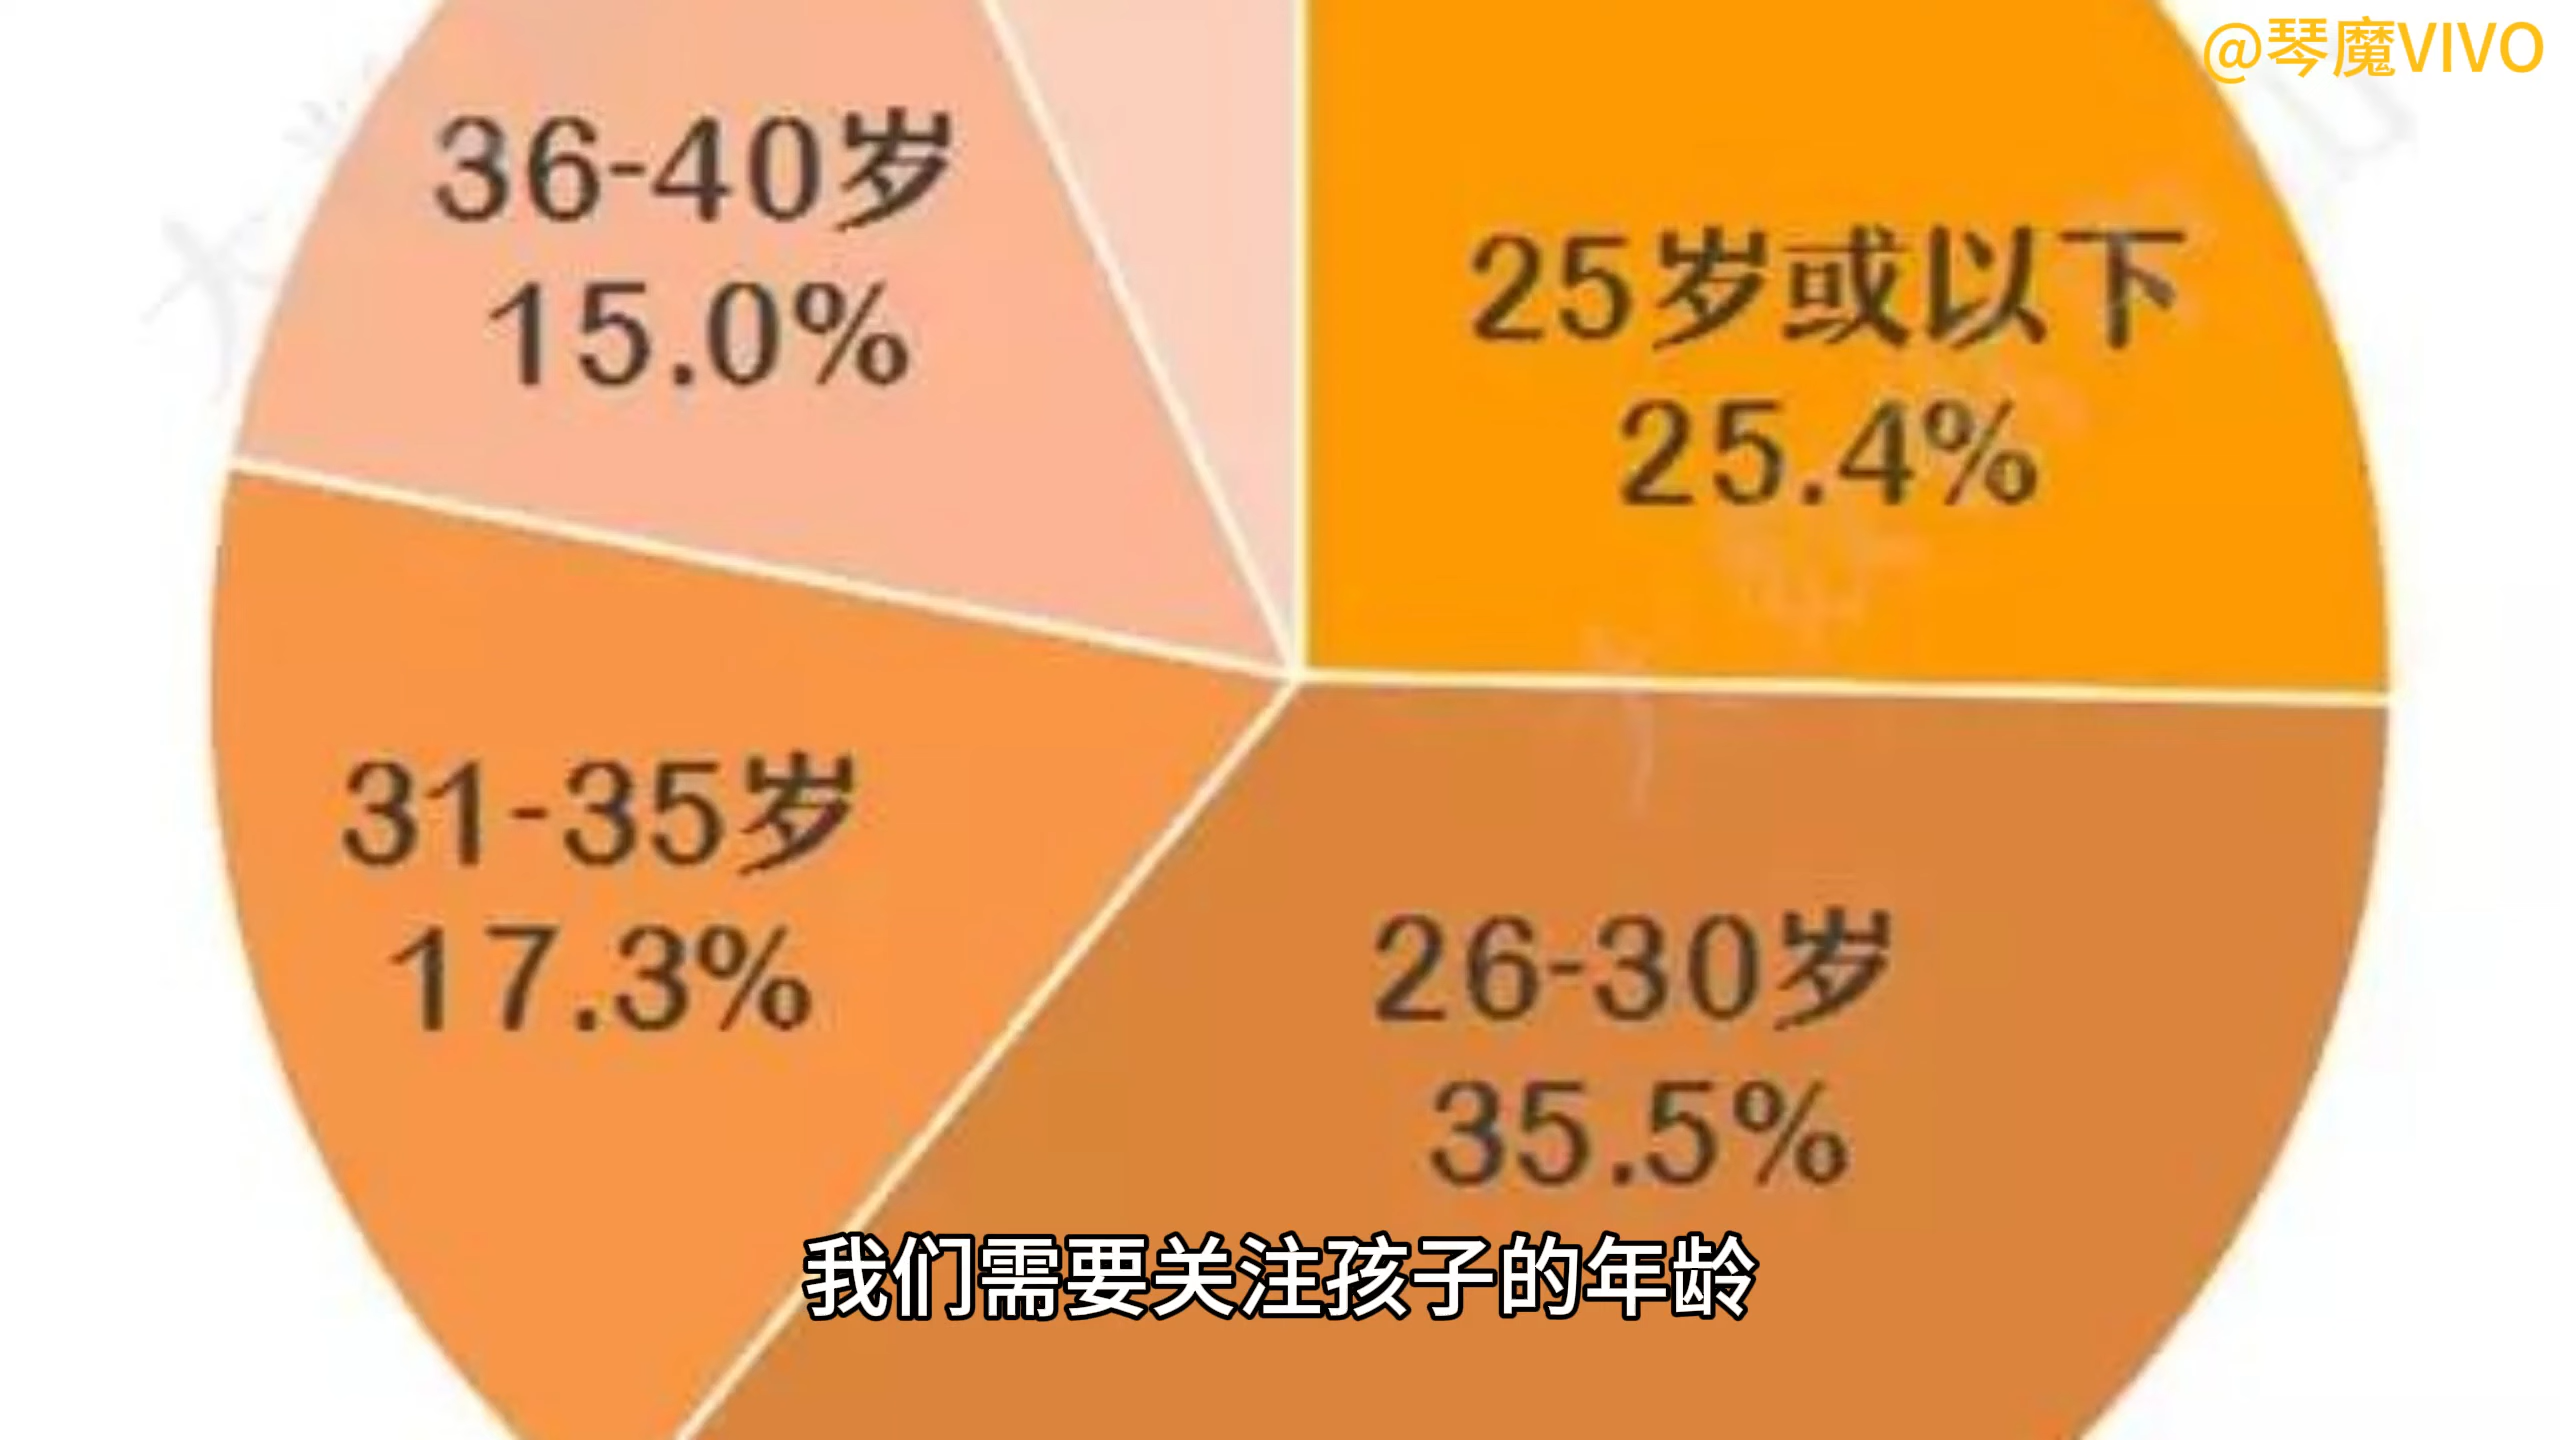 @琴魔VIVO
36-40岁
15.0%
25岁或以下
25.4%
31-35岁
17.3%
26-30岁
35.5%
我们需要关注孩子的年龄